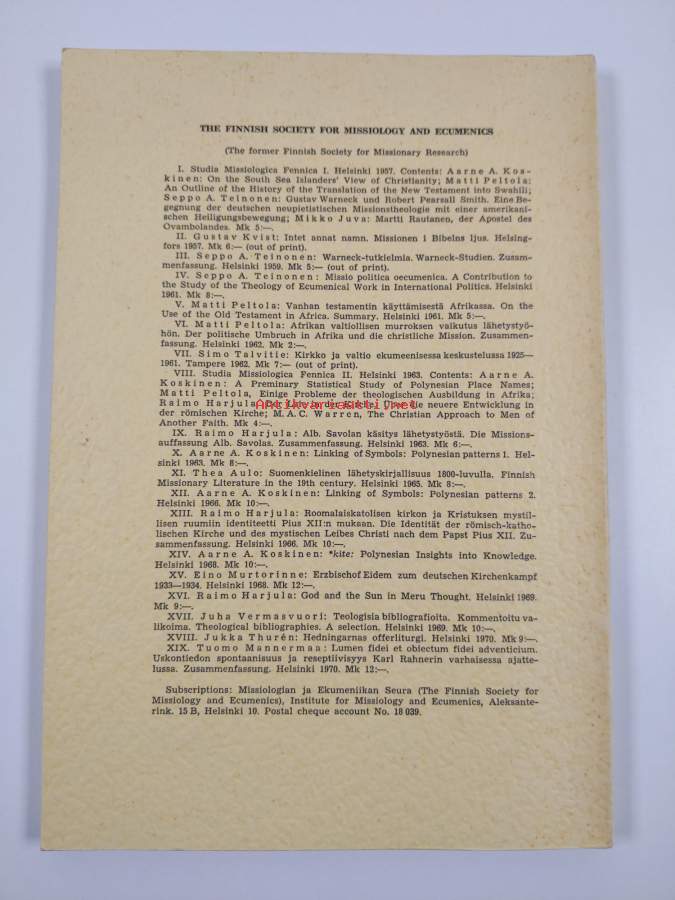 THE FINNISH SOCIETY FOR MISSIOLOGY AND ECUMENICS
(The former Finnish Society for Missionary Research)
I. Studia Missiologica Fennica I. Helsinki 1957. Contents: Aarne A. Kos-
kinen: On the South Sea Islanders' View of Christianity; Matti Peltola:
An Outline of the History of the Translation of the New Testament into Swahili;
Seppo A. Teinonen: Gustav Warneck und Robert Pearsall Smith. Eine Be-
gegnung der deutschen neupietistischen Missionstheologie mit einer amerikani-
schen Heiligungsbewegung; Mikko Juva: Martti Rautanen, der Apostel des
Ovambolandes. Mk 5:—.
II. Gustav Kvist: Intet annat namn. Missionen i Bibelns ljus. Helsing-
fors 1957. Mk 6:— (out of print).
III. Seppo A. Teinonen: Warneck-tutkielmia. Warneck-Studien. Zusam-
menfassung. Helsinki 1959. Mk 5:— (out of print).
IV. Seppo A. Teinonen: Missio politica oecumenica. A Contribution to
the Study of the Theology of Ecumenical Work in International Politics. Helsinki
1961. Mk 8:—.
V. Matti Peltola: Vanhan testamentin käyttämisestä Afrikassa. On the
Use of the Old Testament in Africa. Summary. Helsinki 1961. Mk 5:—.
VI. Matti Peltola: Afrikan valtiollisen murroksen vaikutus lähetystyö-
hön. Der politische Umbruch in Afrika und die christliche Mission. Zusammen-
fassung. Helsinki 1962. Mk 2:—.
VII. Simo Talvitie: Kirkko ja valtio ekumeenisessa keskustelussa 1925—
1961. Tampere 1962. Mk 7:— (out of print).
VIII. Studia Missiologica Fennica II. Helsinki 1963. Contents: Aarne A.
Koskinen: A Preminary Statistical Study of Polynesian Place Names;
Matti Peltola, Einige Probleme der theologischen Ausbildung in Afrika;
Raimo Harjula: Der Laie in der Kirche. Über die neuere Entwicklung in
Antikvariaatti.net
der römischen Kirche; M. A. C. Warren, The Christian Approach to Men of
Another Faith. Mk 4:—.
IX. Raimo Harjula: Alb. Savolan käsitys lähetystyöstä. Die Missions-
auffassung Alb. Savolas. Zusammenfassung. Helsinki 1963. Mk 6:—.
X. Aarne A. Koskinen: Linking of Symbols: Polynesian patterns 1. Hel-
sinki 1963. Mk 8:—.
XI. Thea Aulo: Suomenkielinen lähetyskirjallisuus 1800-luvulla. Finnish
Missionary Literature in the 19th century. Helsinki 1965. Mk 8:—.
XII. Aarne A. Koskinen: Linking of Symbols: Polynesian patterns 2.
Helsinki 1966. Mk 10:—.
XIII. Raimo Harjula: Roomalaiskatolisen kirkon ja Kristuksen mystil-
lisen ruumiin identiteetti Pius XII:n mukaan. Die Identität der römisch-katho-
lischen Kirche und des mystischen Leibes Christi nach dem Papst Pius XII. Zu-
sammenfassung. Helsinki 1966. Mk 10:—.
XIV. Aarne A. Koskinen: *kite: Polynesian Insights into Knowledge.
Helsinki 1968. Mk 10:—.
XV. Eino Murtorinne: Erzbischof Eidem zum deutschen Kirchenkampf
1933—1934. Helsinki 1968. Mk 12:—.
XVI. Raimo Harjula: God and the Sun in Meru Thought. Helsinki 1969.
Mk 9:—.
XVII. Juha Vermasvuori: Teologisia bibliografioita. Kommentoitu va-
likoima. Theological bibliographies. A selection. Helsinki 1969. Mk 10:—.
XVIII. Jukka Thurén: Hedningarnas offerliturgi. Helsinki 1970. Mk 9:—.
XIX. Tuomo Mannermaa: Lumen fidei et obiectum fidei adventicium.
Uskontiedon spontaanisuus ja reseptiivisyys Karl Rahnerin varhaisessa ajatte-
lussa. Zusammenfassung. Helsinki 1970. Mk 12:—.
Subscriptions: Missiologian ja Ekumeniikan Seura (The Finnish Society for
Missiology and Ecumenics), Institute for Missiology and Ecumenics, Aleksante-
rink. 15 B, Helsinki 10. Postal cheque account No. 18 039.